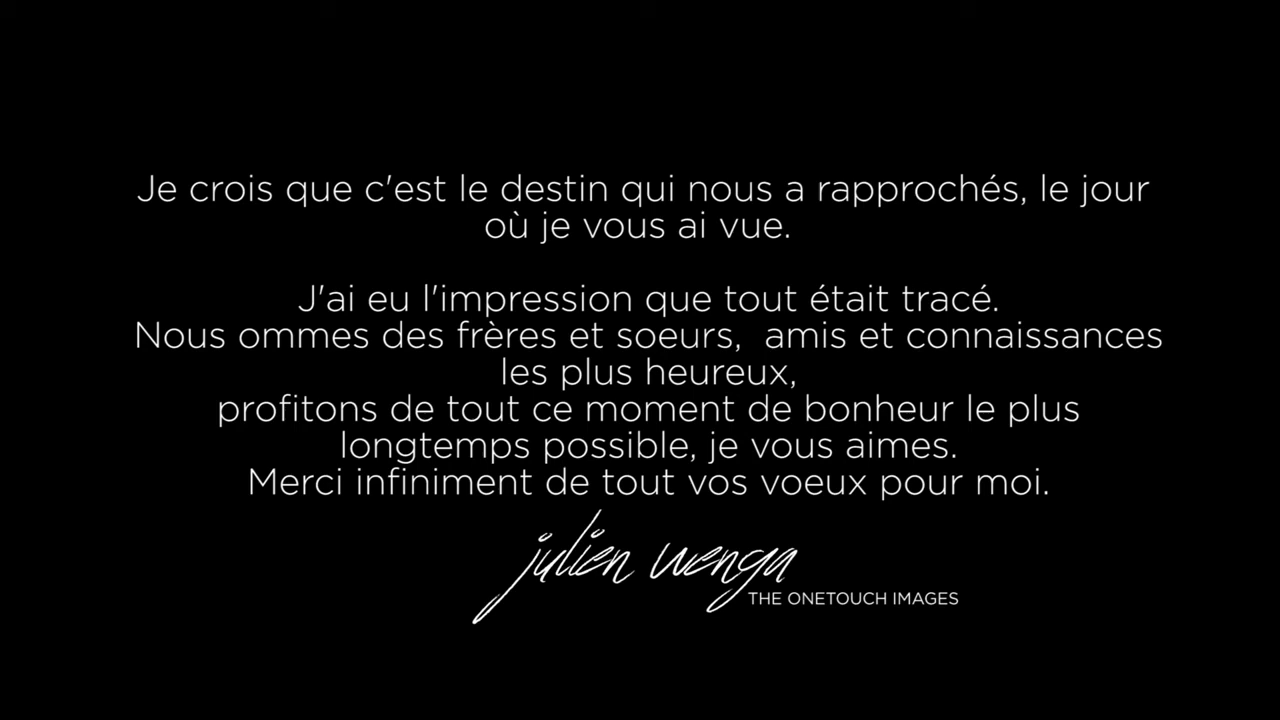 Je crois que c'est le destin qui nous a rapprochés, le jour
où je vous ai vue.
J'ai eu l'impression que tout était tracé.
Nous ommes des frères et soeurs,  amis et connaissances
les plus heureux,
profitons de tout ce moment de bonheur le plus
longtemps possible, je vous aimes.
Merci infiniment de tout vos voeux pour moi.
julien wenga
THE ONETOUCH IMAGES